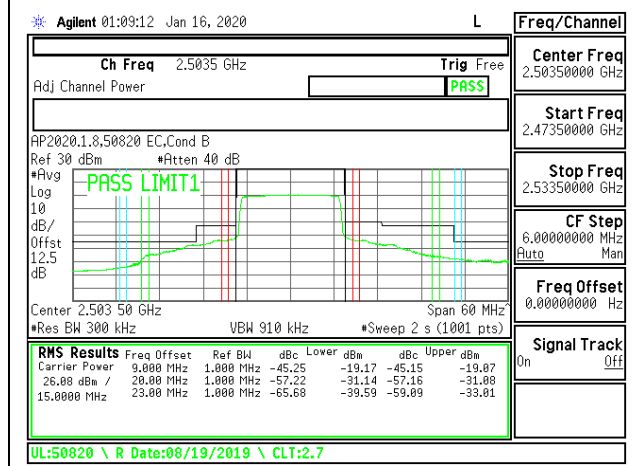 Agilent 01:09:12 Jan 16, 2020 L Freq/Channel
Ch Freq 2.5035 GHz Trig Free
Adj Channel Power PASS
Center Freq
2.50350000 GHz
Start Freq
2.47350000 GHz
AP2020.1.8,50820 EC,Cond B
Ref 30 dBm #Atten 40 dB
#Avg
Log
10
dB/
Offst
12.5
dB
PASS LIMIT1
Stop Freq
2.53350000 GHz
CF Step
6.00000000 MHz
Auto Man
Freq Offset
0.00000000 Hz
Center 2.503 50 GHz Span 60 MHz^
#Res BW 300 kHz VBW 910 kHz #Sweep 2 s (1001 pts)
Signal Track
On Off
RMS Results Freq Offset Ref BW dBc Lower dBm dBc Upper dBm
Carrier Power 9.000 MHz 1.000 MHz -45.25 -19.17 -45.15 -19.07
26.08 dBm / 20.00 MHz 1.000 MHz -57.22 -31.14 -57.16 -31.08
15.0000 MHz 23.00 MHz 1.000 MHz -65.68 -39.59 -59.09 -33.01
UL:50820 \ R Date:08/19/2019 \ CLT:2.7